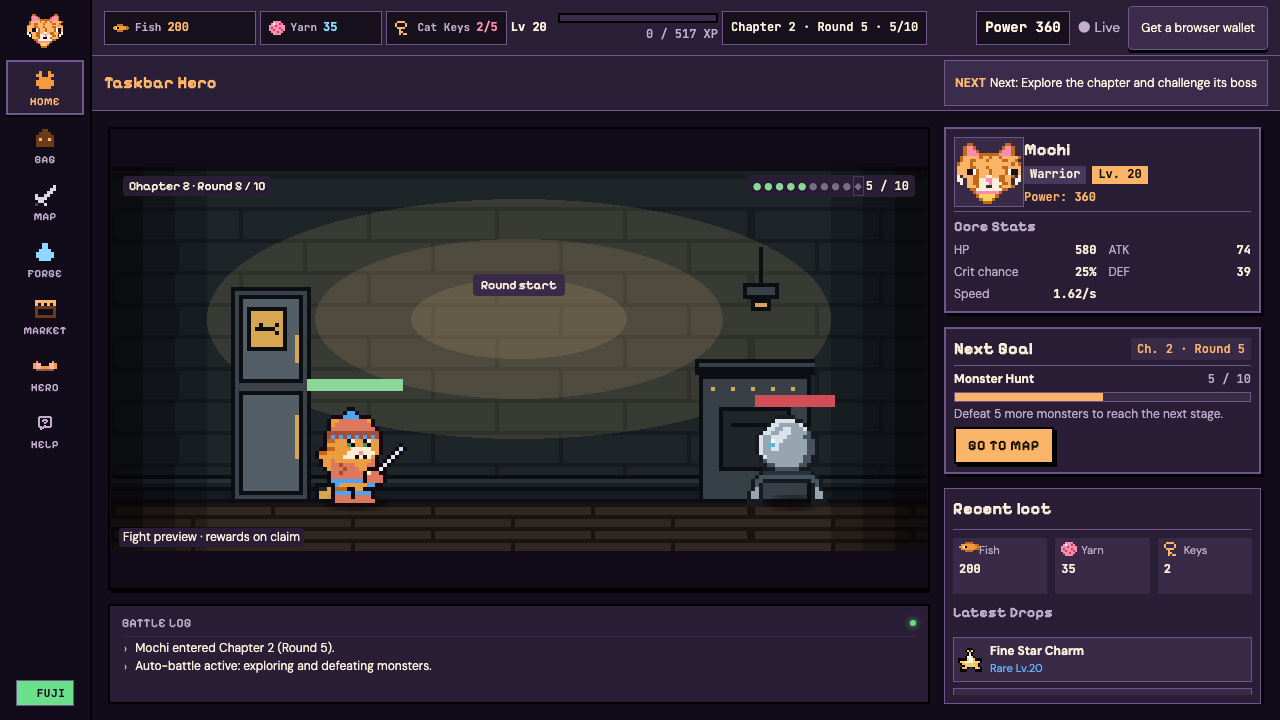 Fish 200
Yarn 35
Cat Keys 2/5
Lv 20
0 / 517 XP
Chapter 2 · Round 5 · 5/10
Power 360
Live
Get a browser wallet
HOME
BAG
MAP
FORGE
MARKET
HERO
HELP
FUJI
Taskbar Hero
NEXT Next: Explore the chapter and challenge its boss
Chapter 2 · Round 5 / 10
5 / 10
Round start
Fight preview · rewards on claim
BATTLE LOG
› Mochi entered Chapter 2 (Round 5).
› Auto-battle active: exploring and defeating monsters.
Mochi
Warrior Lv. 20
Power: 360
Core Stats
HP 580 ATK 74
Crit chance 25% DEF 39
Speed 1.62/s
Next Goal
Ch. 2 · Round 5
Monster Hunt 5 / 10
Defeat 5 more monsters to reach the next stage.
GO TO MAP
Recent loot
Fish Yarn Keys
200 35 2
Latest Drops
Fine Star Charm
Rare Lv.20